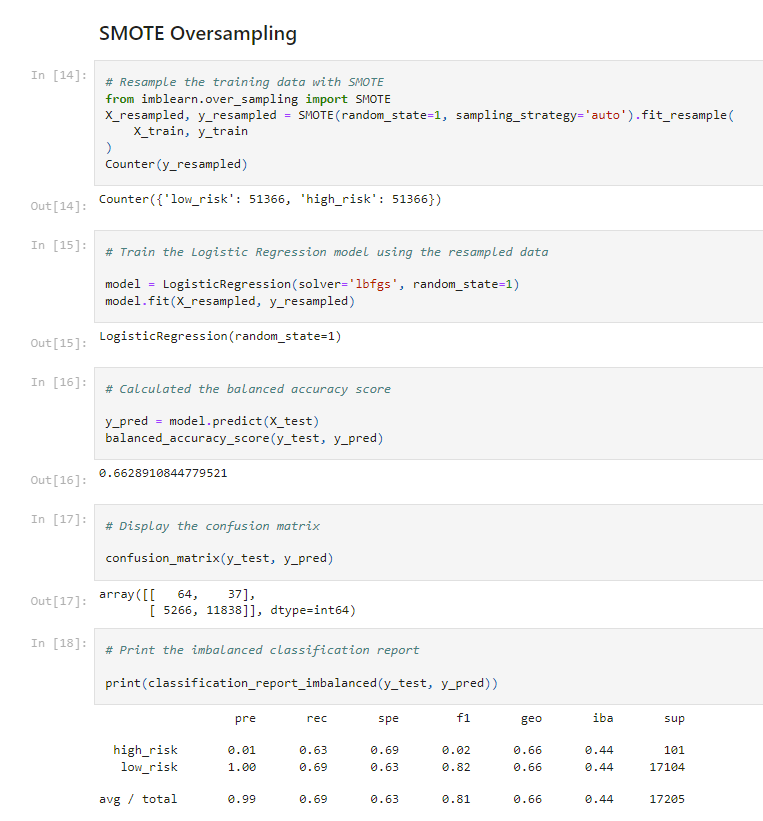 SMOTE Oversampling
In [14]:
# Resample the training data with SMOTE
from imblearn.over_sampling import SMOTE
X_resampled, y_resampled = SMOTE(random_state=1, sampling_strategy='auto').fit_resample(
    X_train, y_train
)
Counter(y_resampled)
Out[14]:
Counter({'low_risk': 51366, 'high_risk': 51366})
In [15]:
# Train the Logistic Regression model using the resampled data
model = LogisticRegression(solver='lbfgs', random_state=1)
model.fit(X_resampled, y_resampled)
Out[15]:
LogisticRegression(random_state=1)
In [16]:
# Calculated the balanced accuracy score
y_pred = model.predict(X_test)
balanced_accuracy_score(y_test, y_pred)
Out[16]:
0.6628910844779521
In [17]:
# Display the confusion matrix
confusion_matrix(y_test, y_pred)
Out[17]:
array([[   64,    37],
       [ 5266, 11838]], dtype=int64)
In [18]:
# Print the imbalanced classification report
print(classification_report_imbalanced(y_test, y_pred))
                   pre       rec       spe        f1       geo       iba       sup
  high_risk       0.01      0.63      0.69      0.02      0.66      0.44       101
   low_risk       1.00      0.69      0.63      0.82      0.66      0.44     17104
avg / total       0.99      0.69      0.63      0.81      0.66      0.44     17205